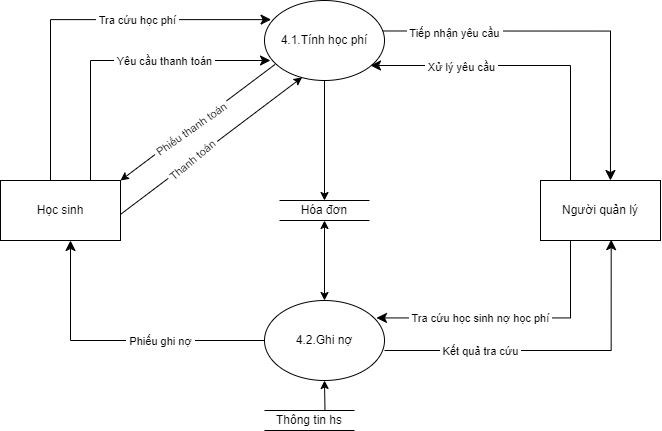 Tra cứu học phí
4.1.Tính học phí
Tiếp nhận yêu cầu
Yêu cầu thanh toán
Xử lý yêu cầu
Phiếu thanh toán
Thanh toán
Học sinh
Hóa đơn
Người quản lý
Tra cứu học sinh nợ học phí
Phiếu ghi nợ
4.2.Ghi nợ
Kết quả tra cứu
Thông tin hs